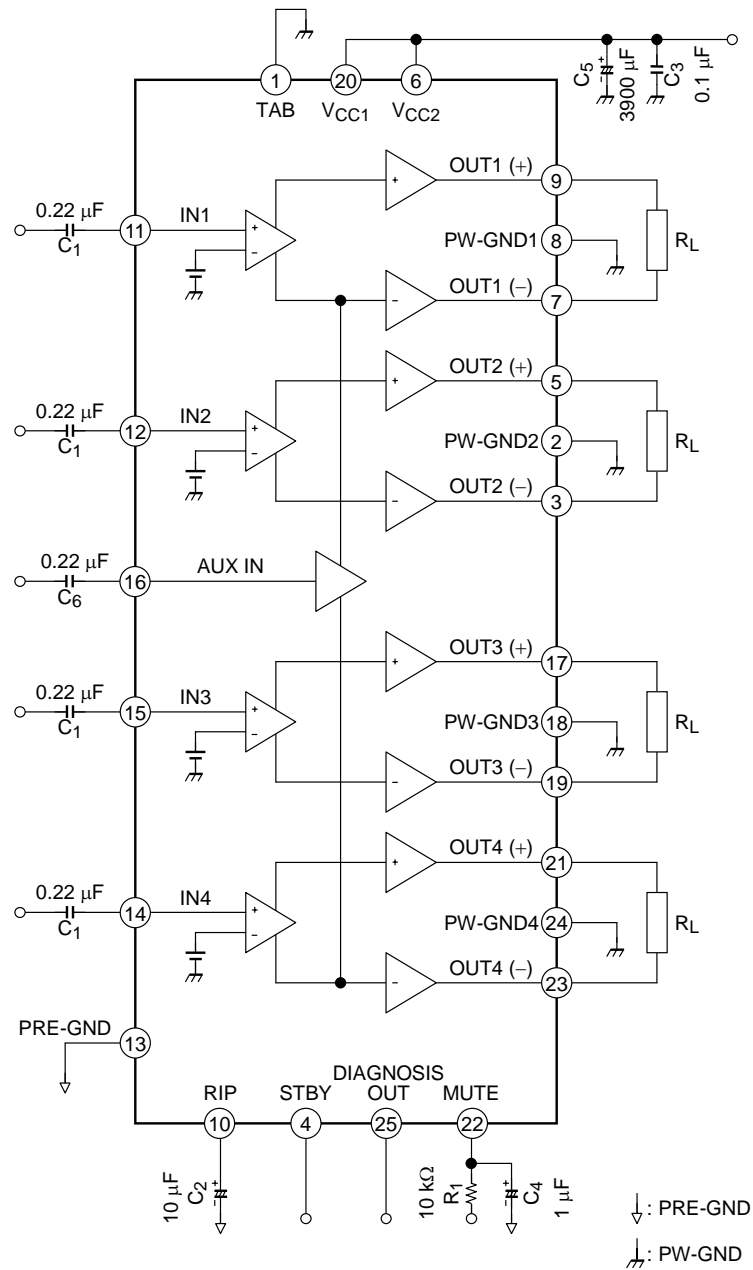 1 20 6
TAB VCC1 VCC2
C5 3900 µF C3 0.1 µF
OUT1 (+) 9
0.22 µF IN1
C1 11
+
−
+
PW-GND1 8 RL
OUT1 (−) 7
−
OUT2 (+) 5
0.22 µF IN2
C1 12
+
−
+
PW-GND2 2 RL
OUT2 (−) 3
−
0.22 µF AUX IN
C6 16
OUT3 (+) 17
0.22 µF IN3
C1 15
+
−
+
PW-GND3 18 RL
OUT3 (−) 19
−
OUT4 (+) 21
0.22 µF IN4
C1 14
+
−
+
PW-GND4 24 RL
OUT4 (−) 23
−
PRE-GND
13
DIAGNOSIS
RIP STBY OUT MUTE
10 4 25 22
10 µF C2 + −
10 kΩ R1
C4 1 µF + −
: PRE-GND
: PW-GND